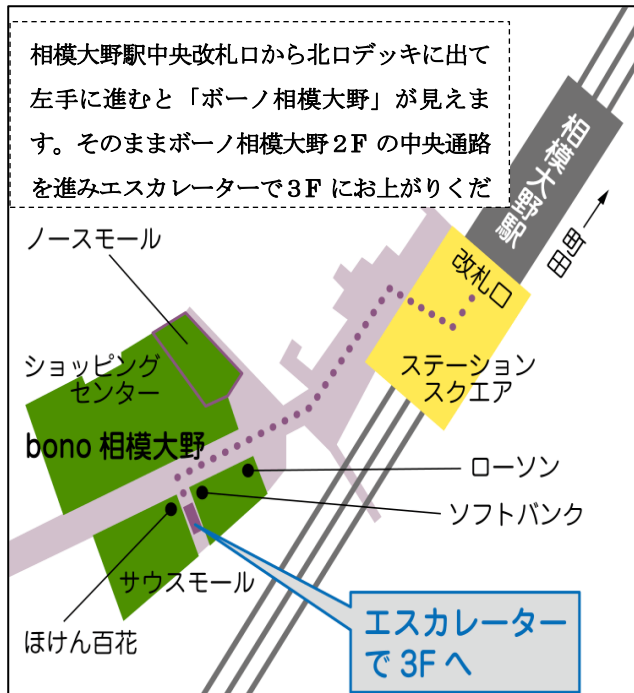 相模大野駅中央改札口から北口デッキに出て
左手に進むと「ボーノ相模大野」が見えま
す。そのままボーノ相模大野２F の中央通路
を進みエスカレーターで３F にお上がりくだ
相模大野駅
町田
改札口
ノースモール
ショッピング
センター
ステーション
スクエア
bono 相模大野
ローソン
ソフトバンク
サウスモール
ほけん百花
エスカレーター
で 3F へ